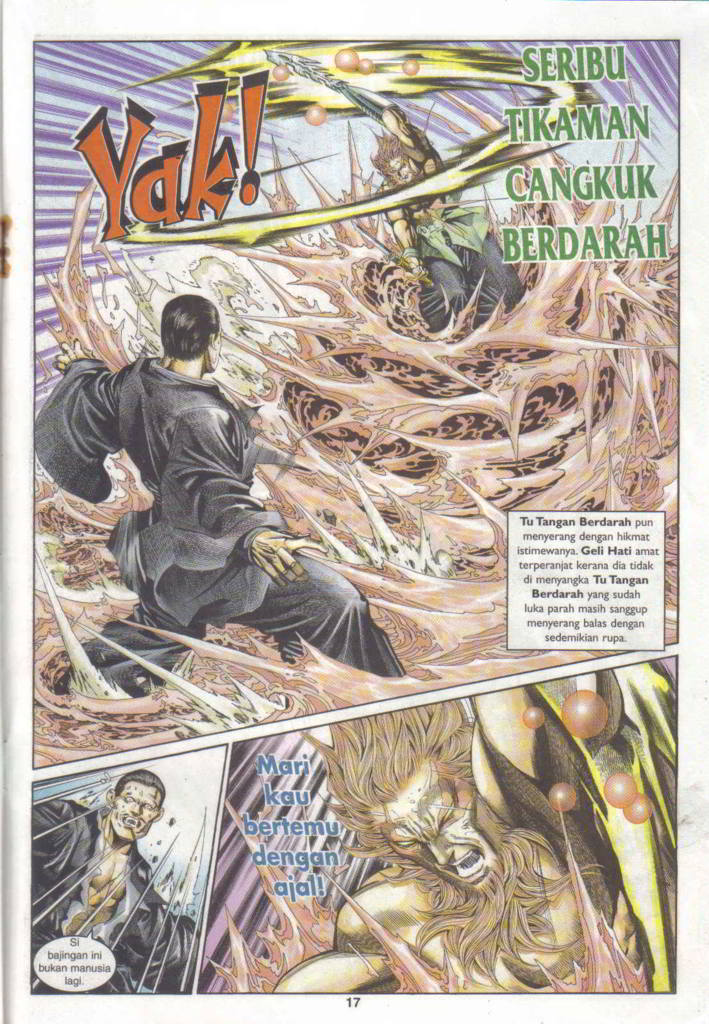 Yak!
SERIBU
TIKAMAN
CANGKUK
BERDARAH
Tu Tangan Berdarah pun
menyerang dengan hikmat
istimewanya. Geli Hati amat
terperanjat kerana dia tidak
di menyangka Tu Tangan
Berdarah yang sudah
luka parah masih sanggup
menyerang balas dengan
sedemikian rupa.
Si
bajingan ini
bukan manusia
lagi.
Mari
kau
bertemu
dengan
ajal!
17